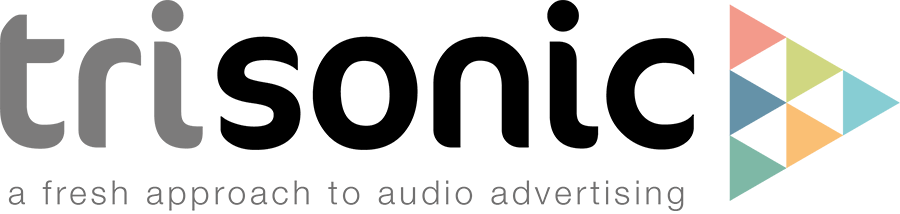 trisonic
a fresh approach to audio advertising